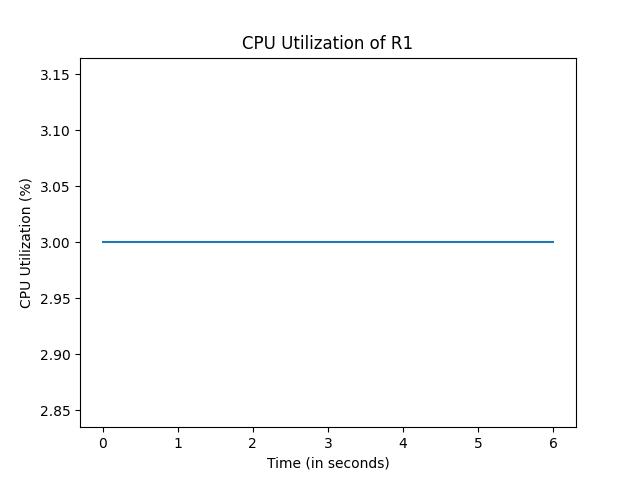 CPU Utilization of R1
3.15
3.10
3.05
3.00
2.95
2.90
2.85
CPU Utilization (%)
0 1 2 3 4 5 6
Time (in seconds)